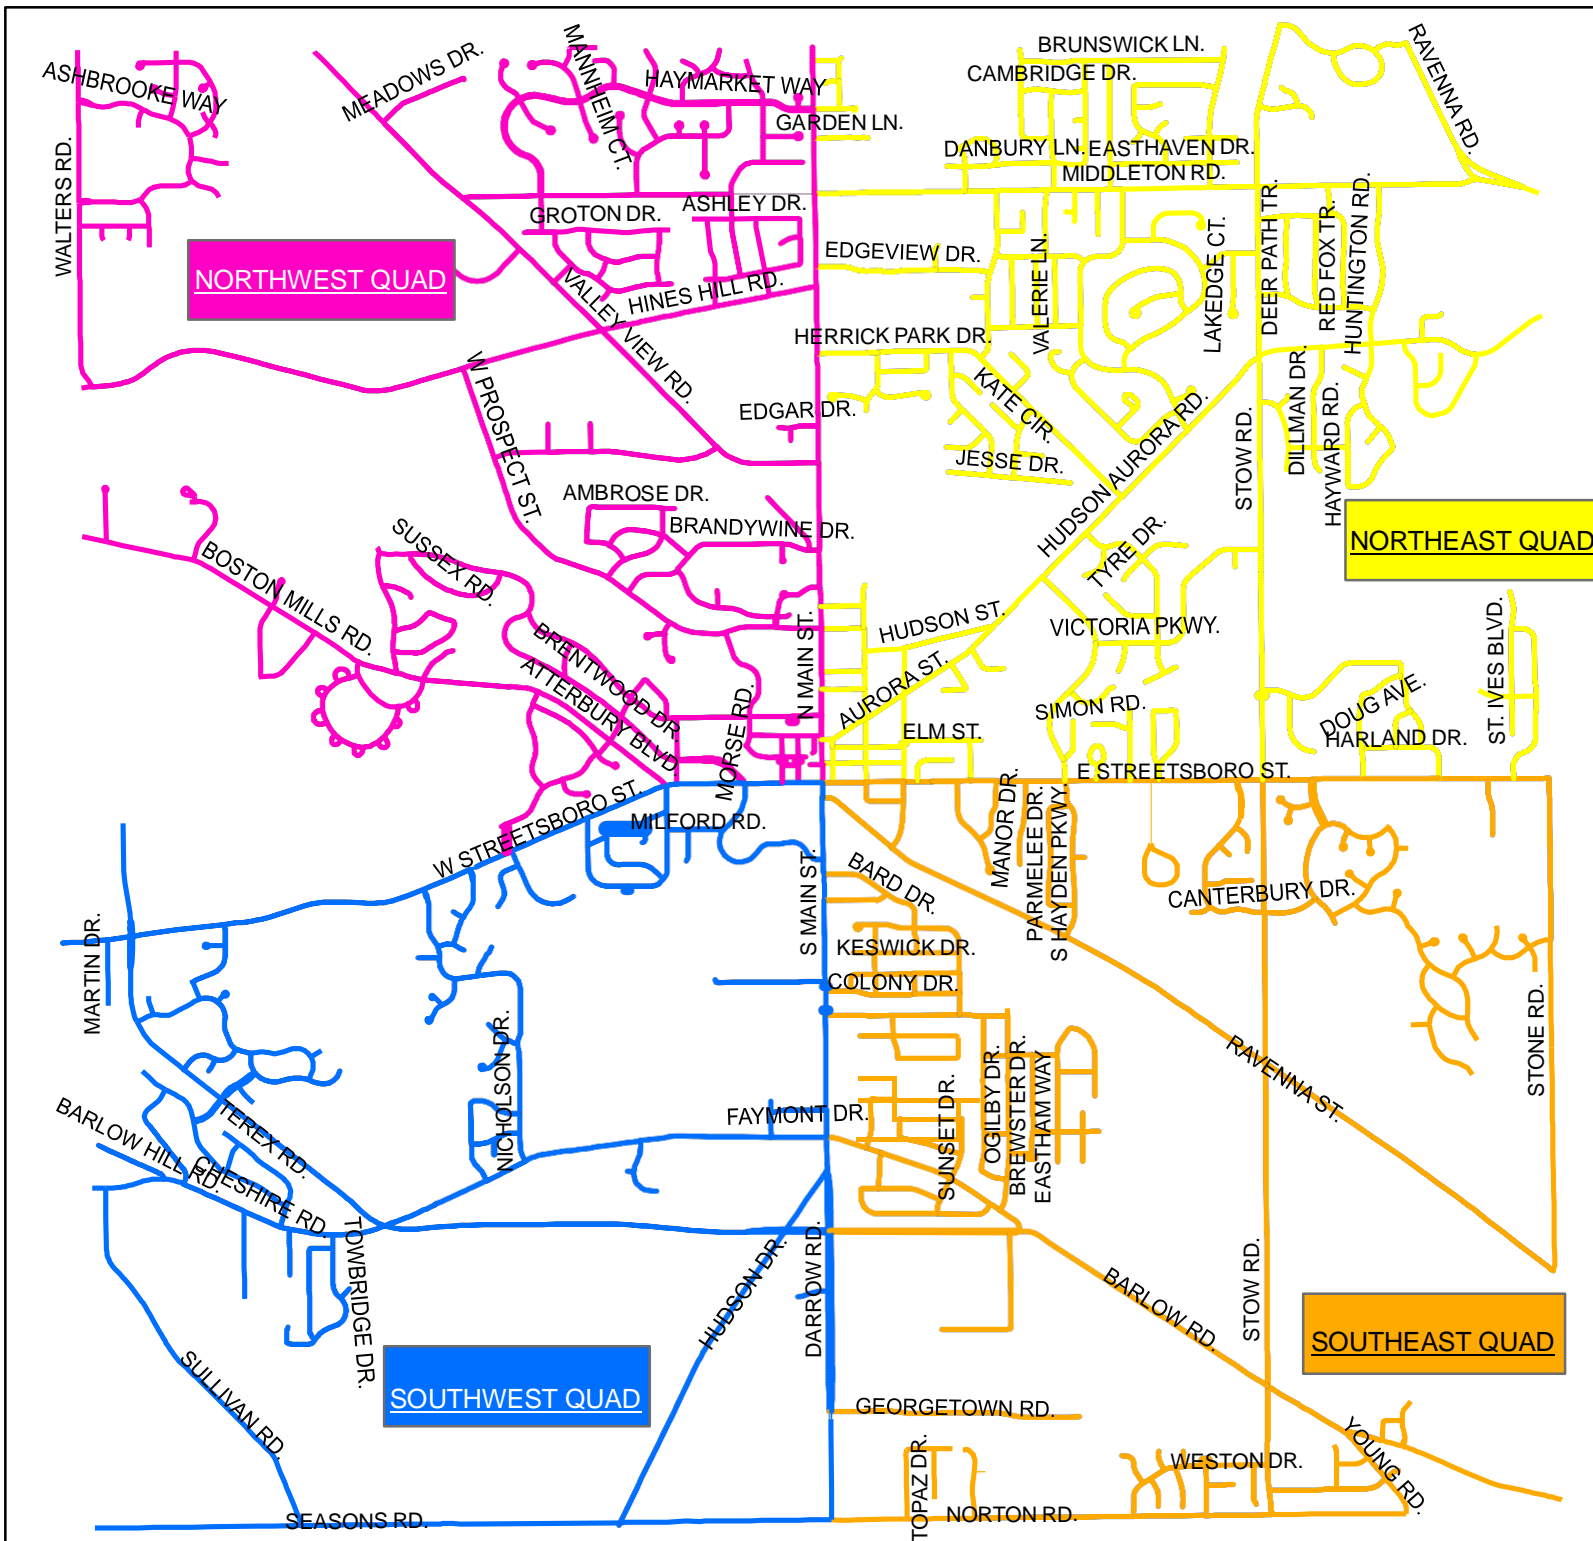 BRUNSWICK LN.
CAMBRIDGE DR.
RAVENNA RD.
MANNHEIM CT.
MEADOWS DR.
ASHBROOKE WAY
HAYMARKET WAY
GARDEN LN.
DANBURY LN.
EASTHAVEN DR.
MIDDLETON RD.
WALTERS RD.
GROTON DR.
ASHLEY DR.
NORTHWEST QUAD
EDGEVIEW DR.
VALERIE LN.
LAKEDGE CT.
DEER PATH TR.
RED FOX TR.
HUNTINGTON RD.
VALLEY VIEW RD.
HINES HILL RD.
HERRICK PARK DR.
W PROSPECT ST.
EDGAR DR.
KATE CIR.
JESSE DR.
HUDSON AURORA RD.
STOW RD.
DILLMAN DR.
HAYWARD RD.
AMBROSE DR.
BRANDYWINE DR.
NORTHEAST QUAD
SUSSEX RD.
BOSTON MILLS RD.
TYRE DR.
HUDSON ST.
VICTORIA PKWY.
ST. IVES BLVD.
BRENTWOOD DR.
ATTERBURY BLVD.
MORSE RD.
N MAIN ST.
AURORA ST.
SIMON RD.
ELM ST.
DOUG AVE.
HARLAND DR.
E STREETSBORO ST.
W STREETSBORO ST.
MILFORD RD.
MANOR DR.
PARMELEE DR.
S HAYDEN PKWY.
S MAIN ST.
BARD DR.
CANTERBURY DR.
KESWICK DR.
COLONY DR.
MARTIN DR.
NICHOLSON DR.
STONE RD.
RAVENNA ST.
OGILBY DR.
BREWSTER DR.
EASTHAM WAY
SUNSET DR.
FAYMONT DR.
BARLOW HILL RD.
TEREX RD.
CHESHIRE RD.
TOWBRIDGE DR.
HUDSON DR.
DARROW RD.
BARLOW RD.
STOW RD.
SOUTHEAST QUAD
SULLIVAN RD.
SOUTHWEST QUAD
GEORGETOWN RD.
YOUNG RD.
TOPAZ DR.
WESTON DR.
NORTON RD.
SEASONS RD.